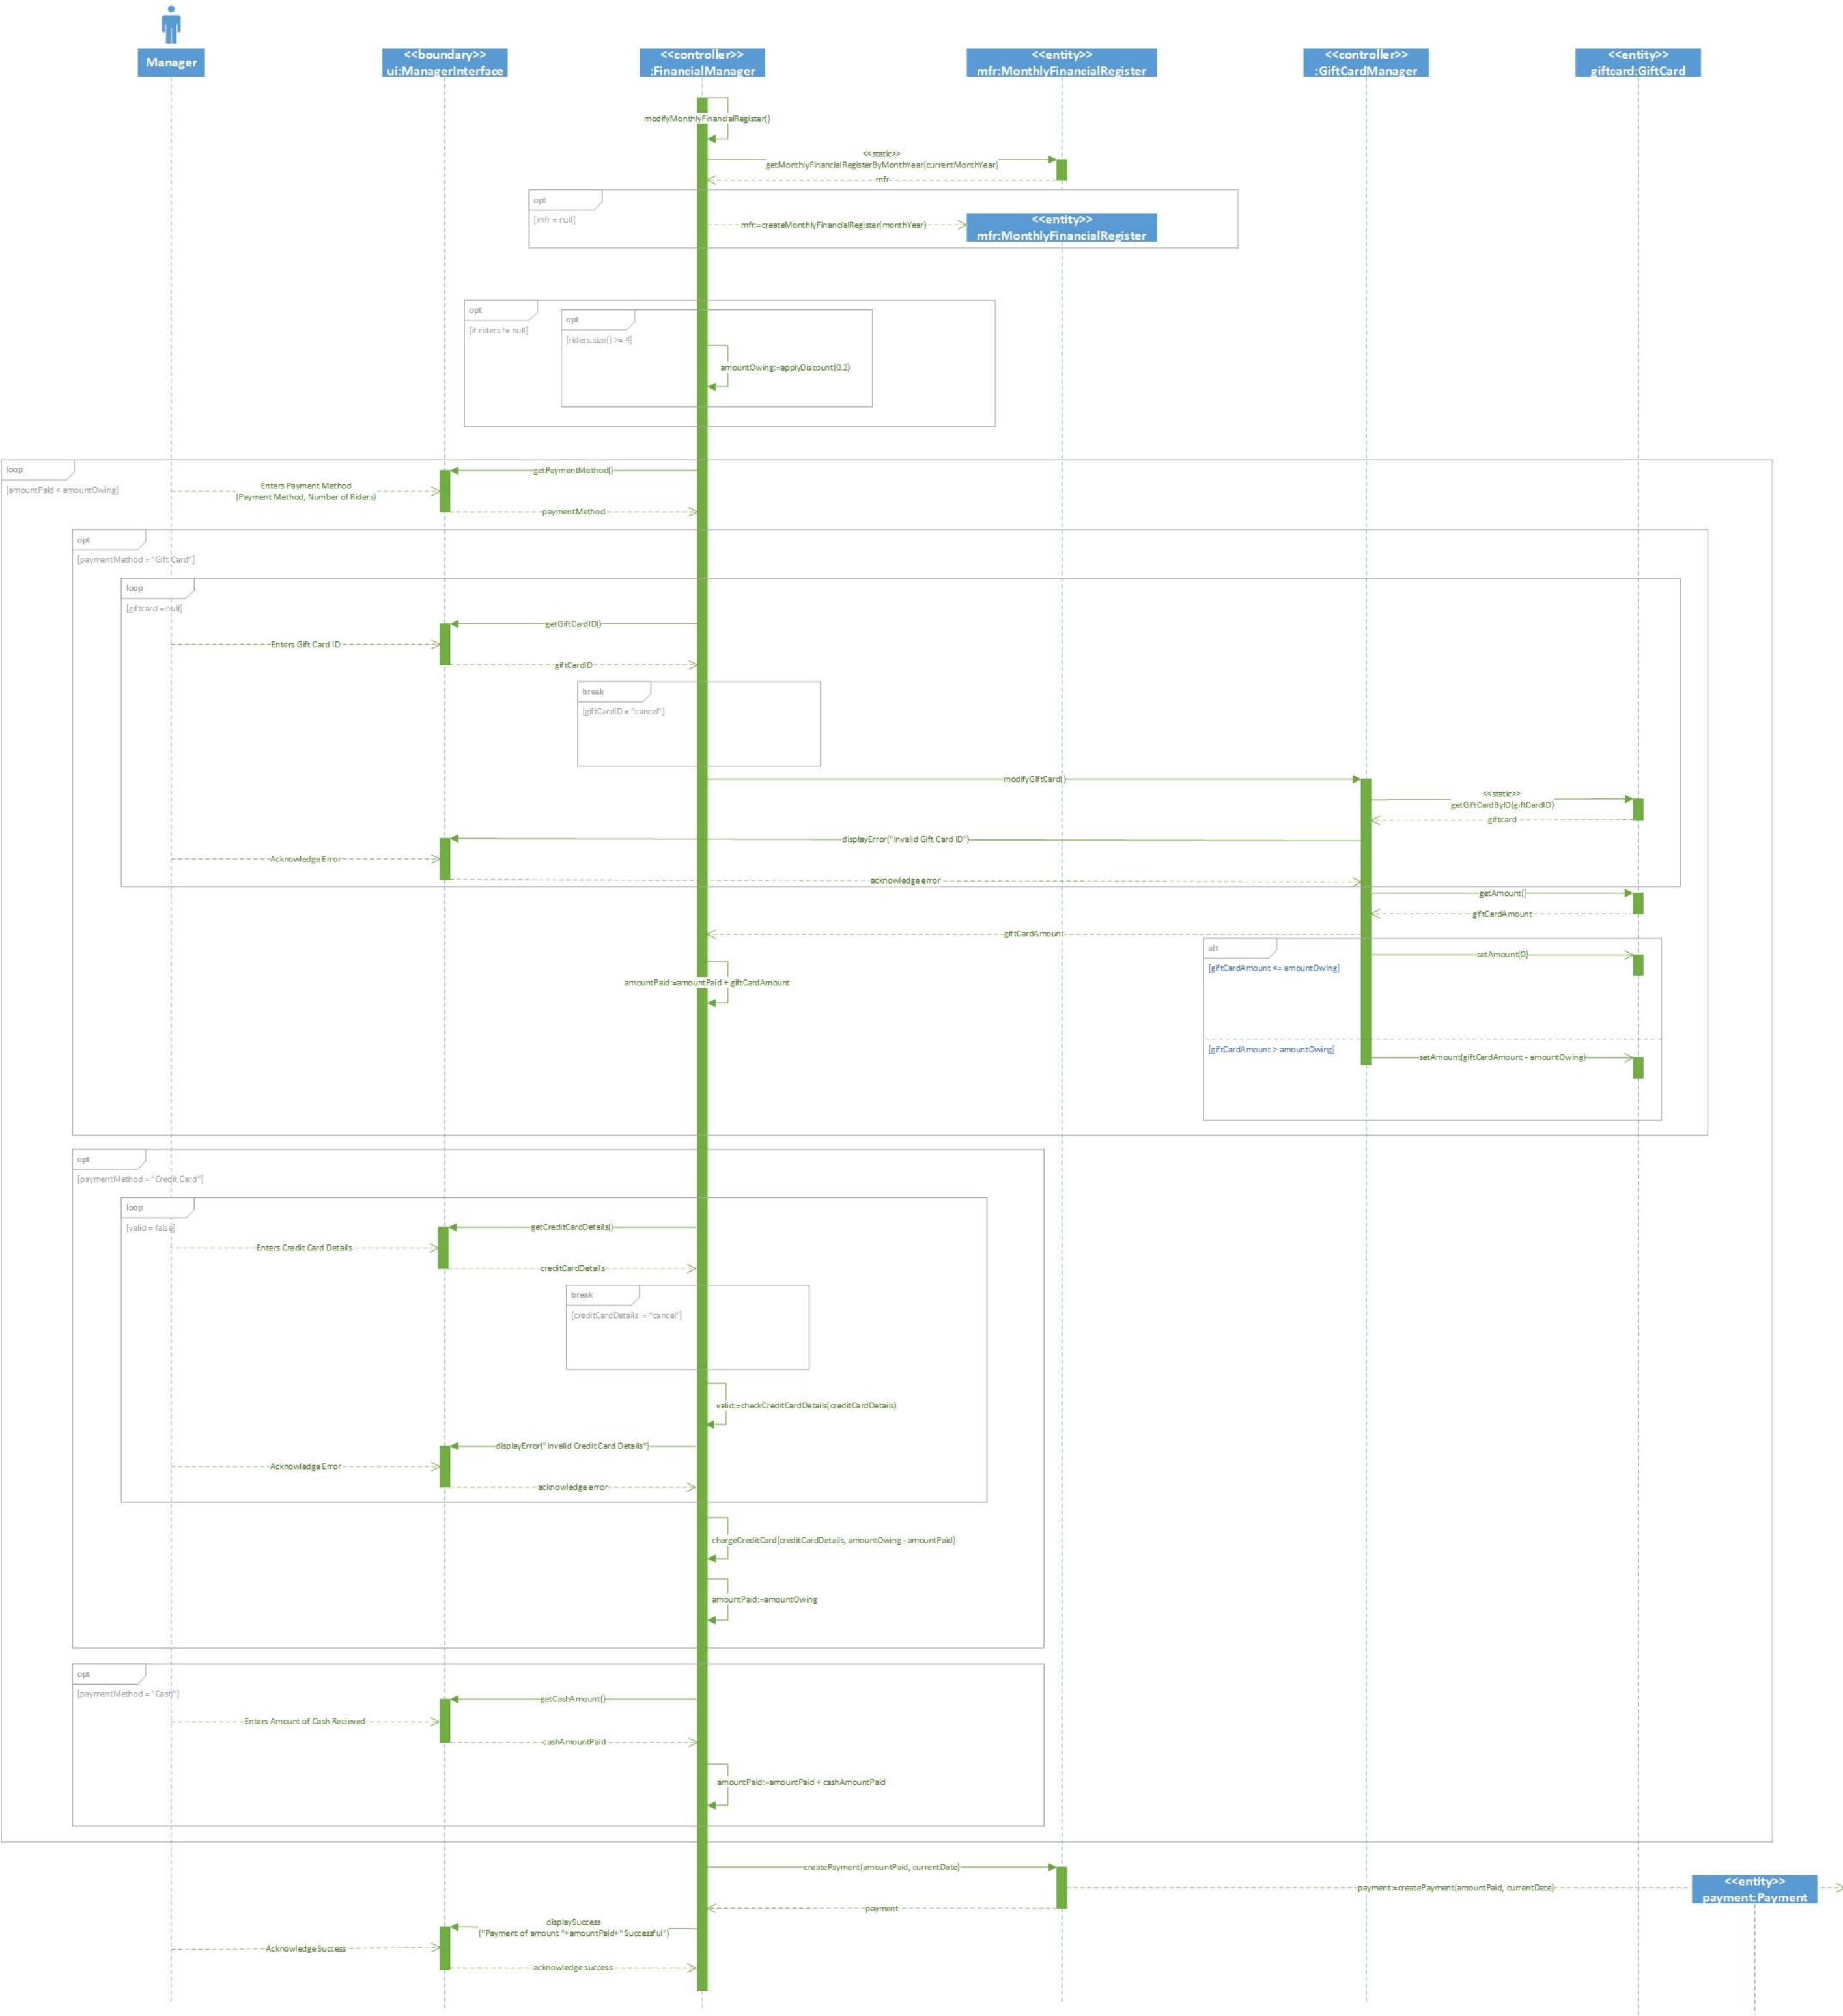 Manager
<<boundary>>
ui:ManagerInterface
<<controller>>
:FinancialManager
<<entity>>
mfr:MonthlyFinancialRegister
<<controller>>
:GiftCardManager
<<entity>>
giftcard:GiftCard
modifyMonthlyFinancialRegister()
<<static>>
getMonthlyFinancialRegisterByMonthYear(currentMonthYear)
mfr
opt
[mfr = null]
mfr:=createMonthlyFinancialRegister(monthYear)
<<entity>>
mfr:MonthlyFinancialRegister
opt
[if riders != null]
opt
[riders.size() >= 4]
amountOwing:=applyDiscount(0.2)
loop
[amountPaid < amountOwing]
getPaymentMethod()
Enters Payment Method
(Payment Method, Number of Riders)
paymentMethod
opt
[paymentMethod = "Gift Card"]
loop
[giftcard = null]
getGiftCardID()
Enters Gift Card ID
giftCardID
break
[giftCardID = "cancel"]
modifyGiftCard()
<<static>>
getGiftCardByID(giftCardID)
giftcard
displayError("Invalid Gift Card ID")
Acknowledge Error
acknowledge error
getAmount()
giftCardAmount
giftCardAmount
alt
[giftCardAmount <= amountOwing]
setAmount(0)
amountPaid:=amountPaid + giftCardAmount
[giftCardAmount > amountOwing]
setAmount(giftCardAmount - amountOwing)
opt
[paymentMethod = "Credit Card"]
loop
[valid = false]
getCreditCardDetails()
Enters Credit Card Details
creditCardDetails
break
[creditCardDetails = "cancel"]
valid:=checkCreditCardDetails(creditCardDetails)
displayError("Invalid Credit Card Details")
Acknowledge Error
acknowledge error
chargeCreditCard(creditCardDetails, amountOwing - amountPaid)
amountPaid:=amountOwing
opt
[paymentMethod = "Cash"]
getCashAmount()
Enters Amount of Cash Recieved
cashAmountPaid
amountPaid:=amountPaid + cashAmountPaid
createPayment(amountPaid, currentDate)
payment:=createPayment(amountPaid, currentDate)
<<entity>>
payment:Payment
payment
displaySuccess
("Payment of amount "+amountPaid+" Successful")
Acknowledge Success
acknowledge success